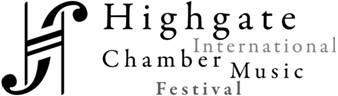 Highgate
International
Chamber
Music
Festival